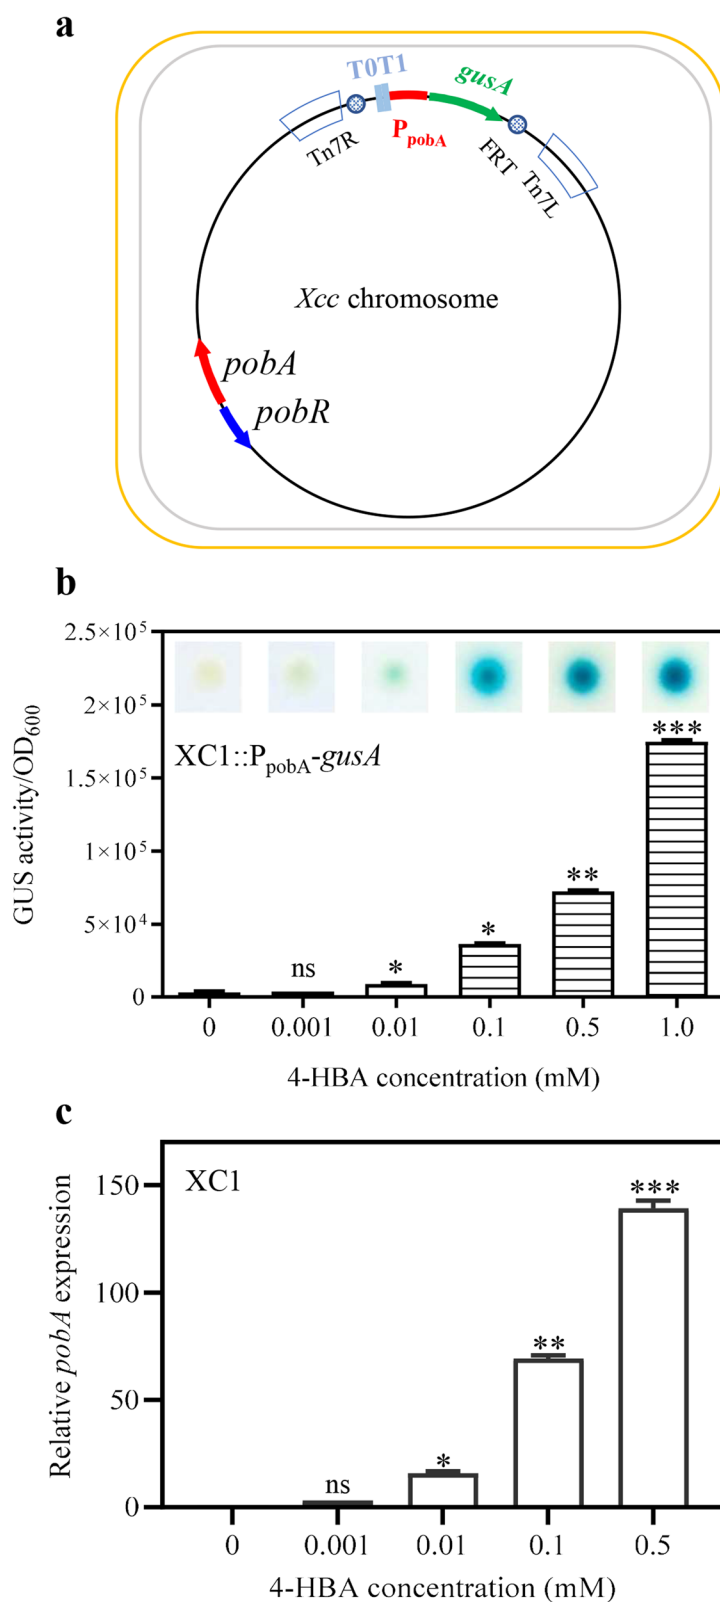 a
T0T1
gusA
Tn7R
P_pobA
FRT
Tn7L
Xcc chromosome
pobA
pobR
b
GUS activity/OD₆₀₀
2.5×10⁵
2×10⁵
1.5×10⁵
1×10⁵
5×10⁴
0
XC1::P_pobA-gusA
ns
*
*
**
***
0 0.001 0.01 0.1 0.5 1.0
4-HBA concentration (mM)
c
Relative pobA expression
150
100
50
0
XC1
ns
*
**
***
0 0.001 0.01 0.1 0.5
4-HBA concentration (mM)